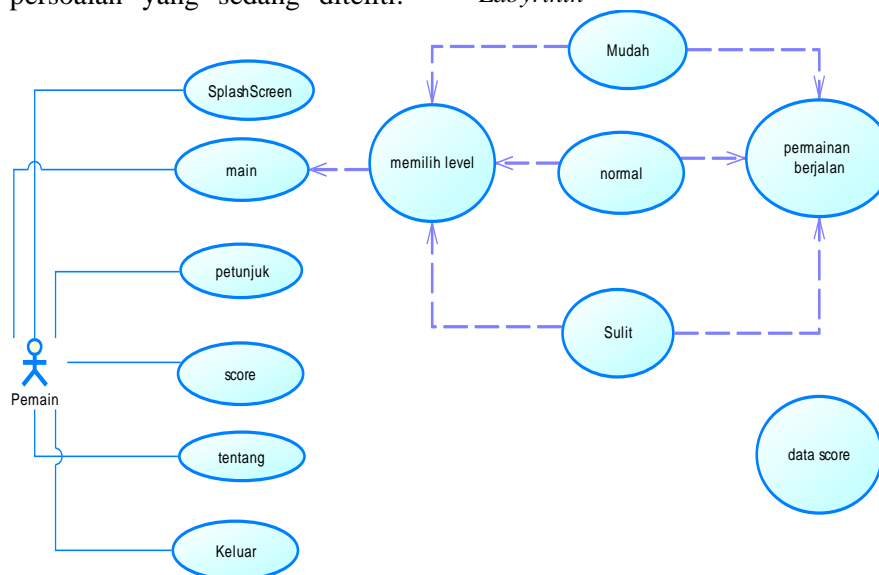 persoalan yang sedang diteliti.
Labyrinth
Mudah
SplashScreen
main
memilih level
normal
permainan
berjalan
petunjuk
Sulit
score
Pemain
tentang
data score
Keluar